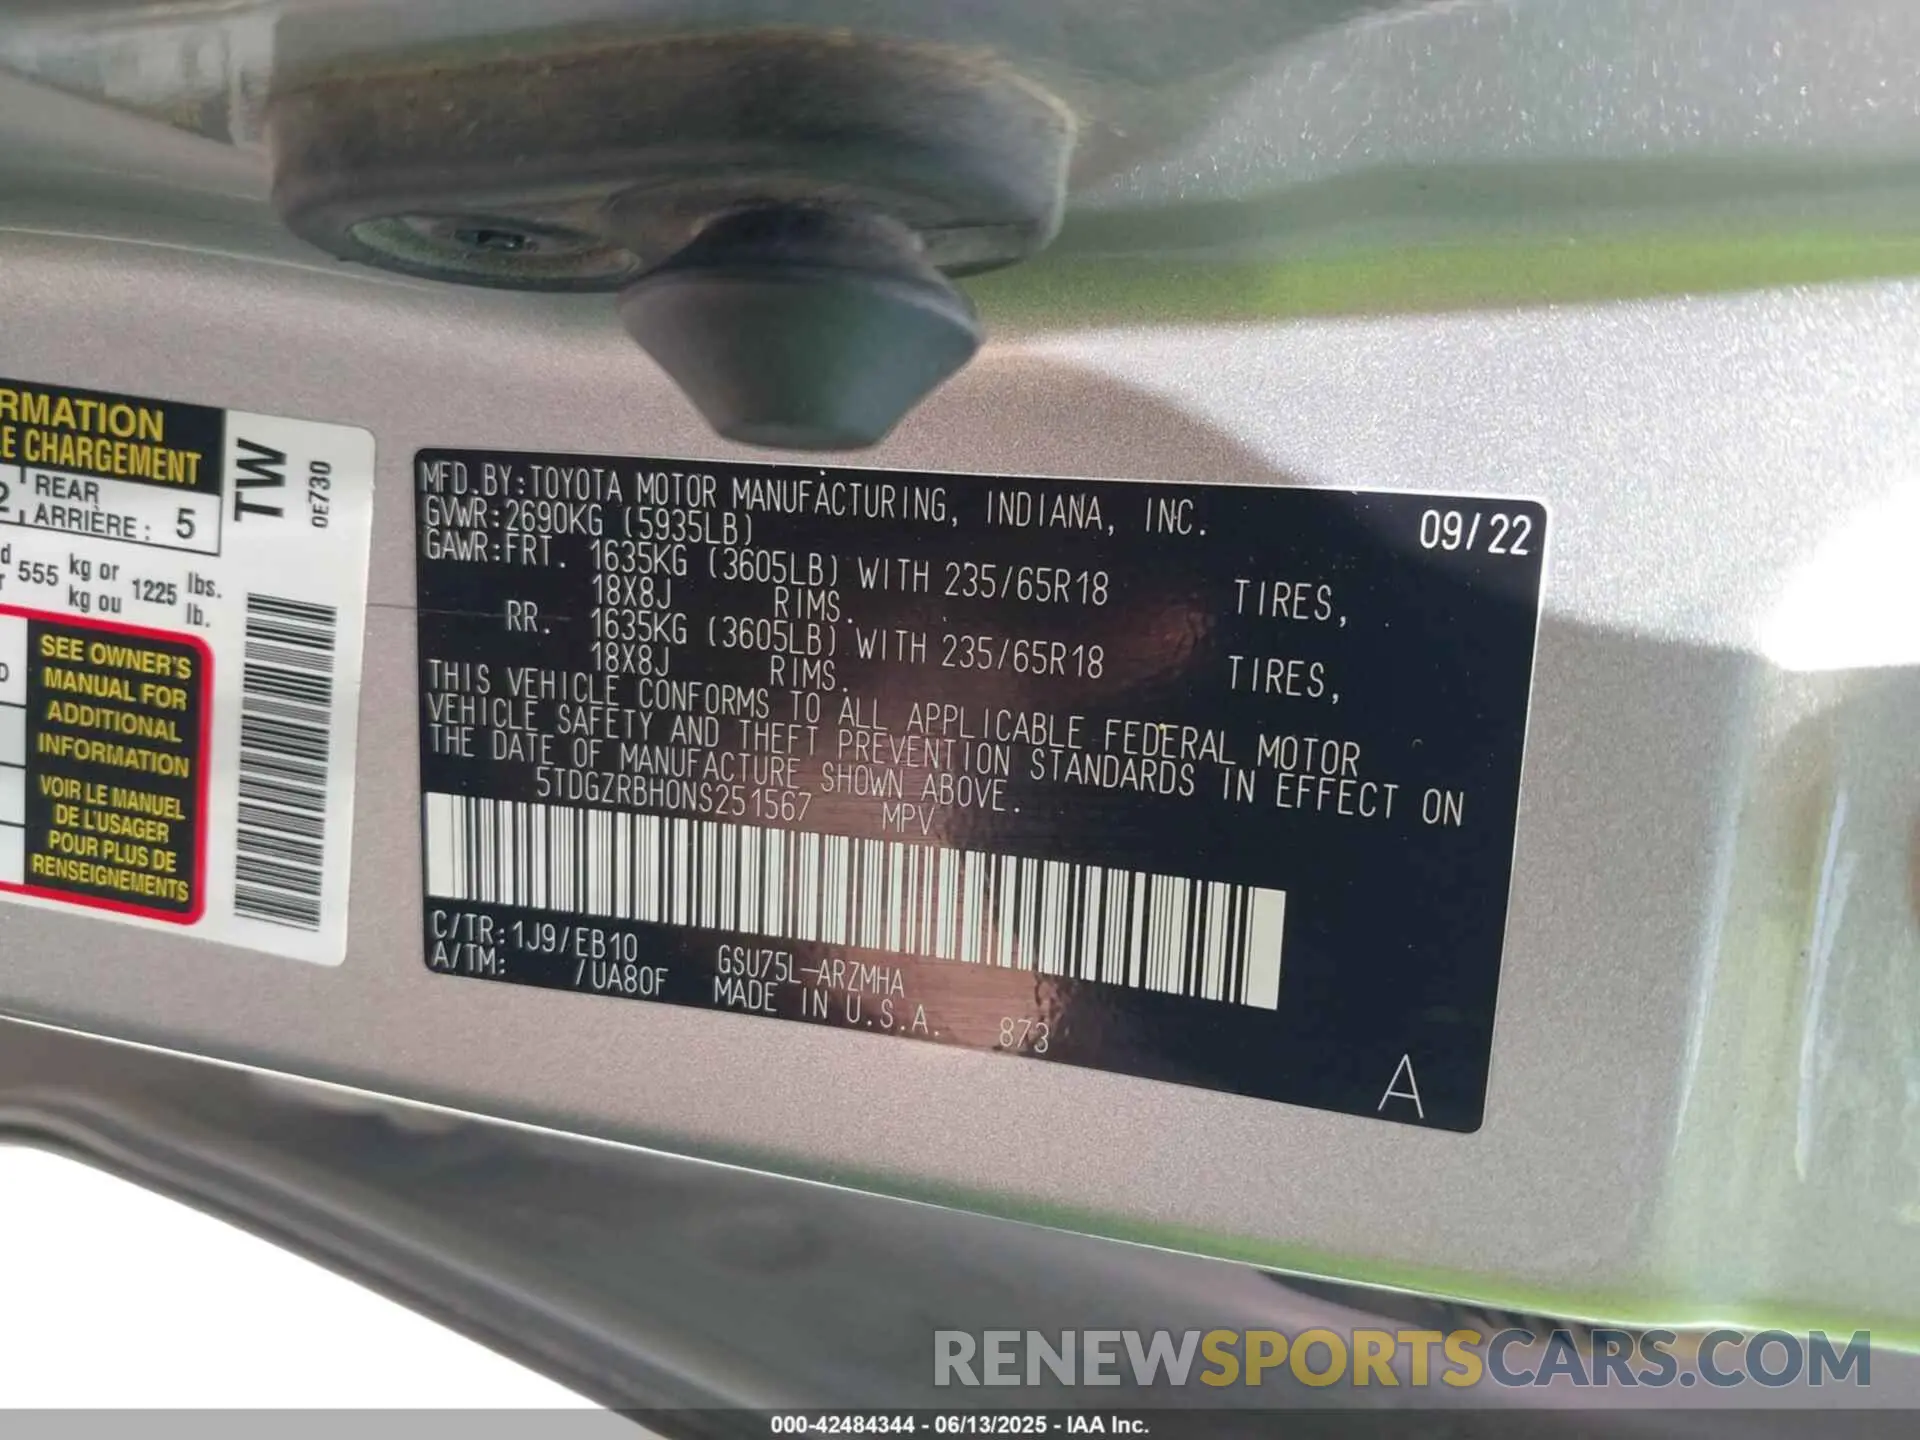 RMATION
LE CHARGEMENT
2 REAR
ARRIÈRE : 5
555 kg or 1225 lbs.
kg ou lb.
TW
0E730
SEE OWNER'S
MANUAL FOR
ADDITIONAL
INFORMATION
VOIR LE MANUEL
DE L'USAGER
POUR PLUS DE
RENSEIGNEMENTS
MFD.BY:TOYOTA MOTOR MANUFACTURING, INDIANA, INC. 09/22
GVWR:2690KG (5935LB)
GAWR:FRT. 1635KG (3605LB) WITH 235/65R18 TIRES,
18X8J RIMS.
RR. 1635KG (3605LB) WITH 235/65R18 TIRES,
18X8J RIMS.
THIS VEHICLE CONFORMS TO ALL APPLICABLE FEDERAL MOTOR
VEHICLE SAFETY AND THEFT PREVENTION STANDARDS IN EFFECT ON
THE DATE OF MANUFACTURE SHOWN ABOVE.
5TDGZRBH0NS251567 MPV
C/TR:1J9/EB10 GSU75L-ARZMHA
A/TM: /UA80F MADE IN U.S.A. 873
A
RENEWSPORTSCARS.COM
000-42484344 - 06/13/2025 - IAA Inc.